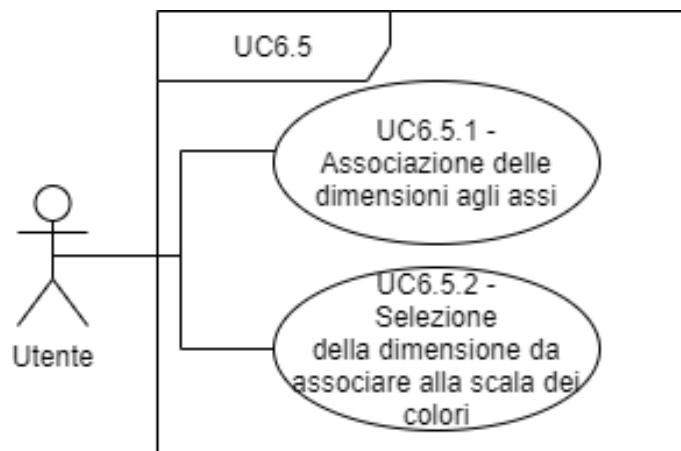 UC6.5
UC6.5.1 -
Associazione delle
dimensioni agli assi
Utente
UC6.5.2 -
Selezione
della dimensione da
associare alla scala dei
colori